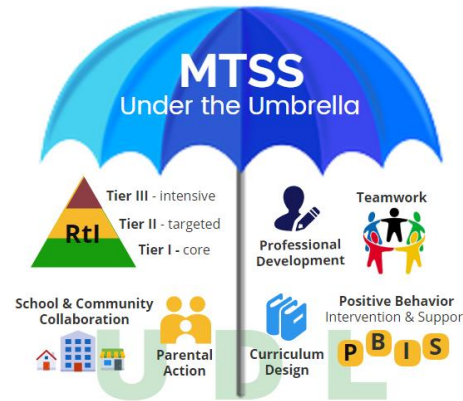 MTSS
Under the Umbrella
RtI
Tier III - intensive
Tier II - targeted
Tier I - core
Professional
Development
Teamwork
School & Community
Collaboration
Parental
Action
Curriculum
Design
Positive Behavior
Intervention & Suppor
P B I S
UDL